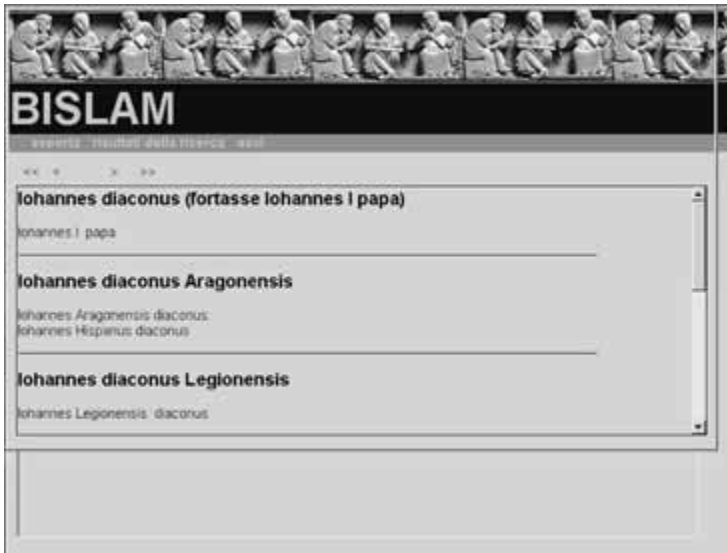 BISLAM
esporta risultati della ricerca esci
<< < > >>
Iohannes diaconus (fortasse Iohannes I papa)
Iohannes I papa
Iohannes diaconus Aragonensis
Iohannes Aragonensis diaconus
Iohannes Hispanus diaconus
Iohannes diaconus Legionensis
Iohannes Legionensis diaconus